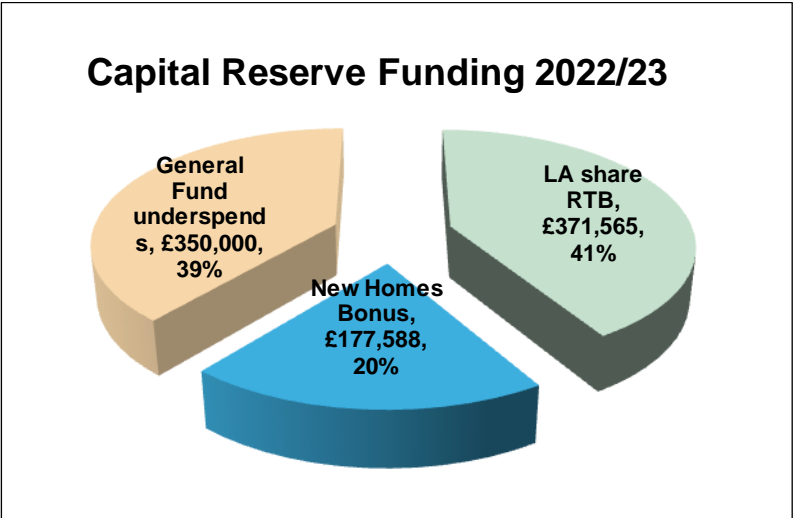 Capital Reserve Funding 2022/23
General
Fund
underspend
s, £350,000,
39%
LA share
RTB,
£371,565,
41%
New Homes
Bonus,
£177,588,
20%